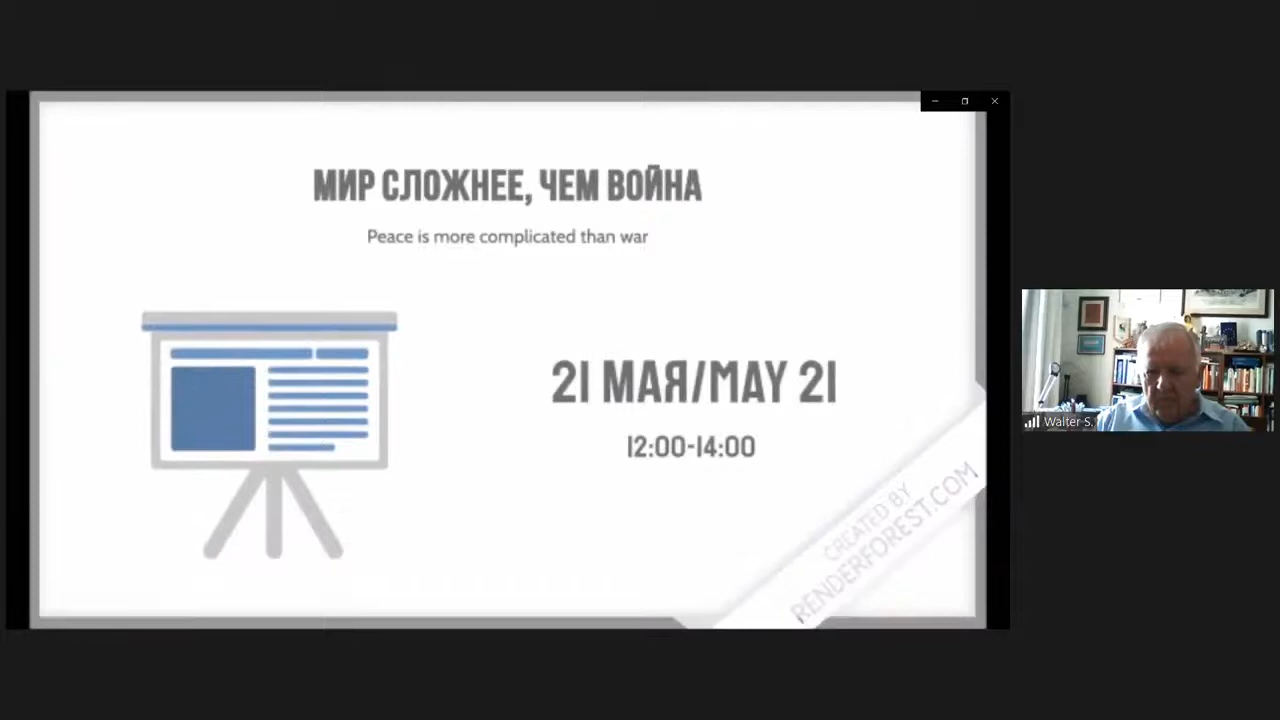 МИР СЛОЖНЕЕ, ЧЕМ ВОЙНА
Peace is more complicated than war
21 МАЯ/MAY 21
12:00-14:00
CREATED BY
RENDERFOREST.COM
Walter S.